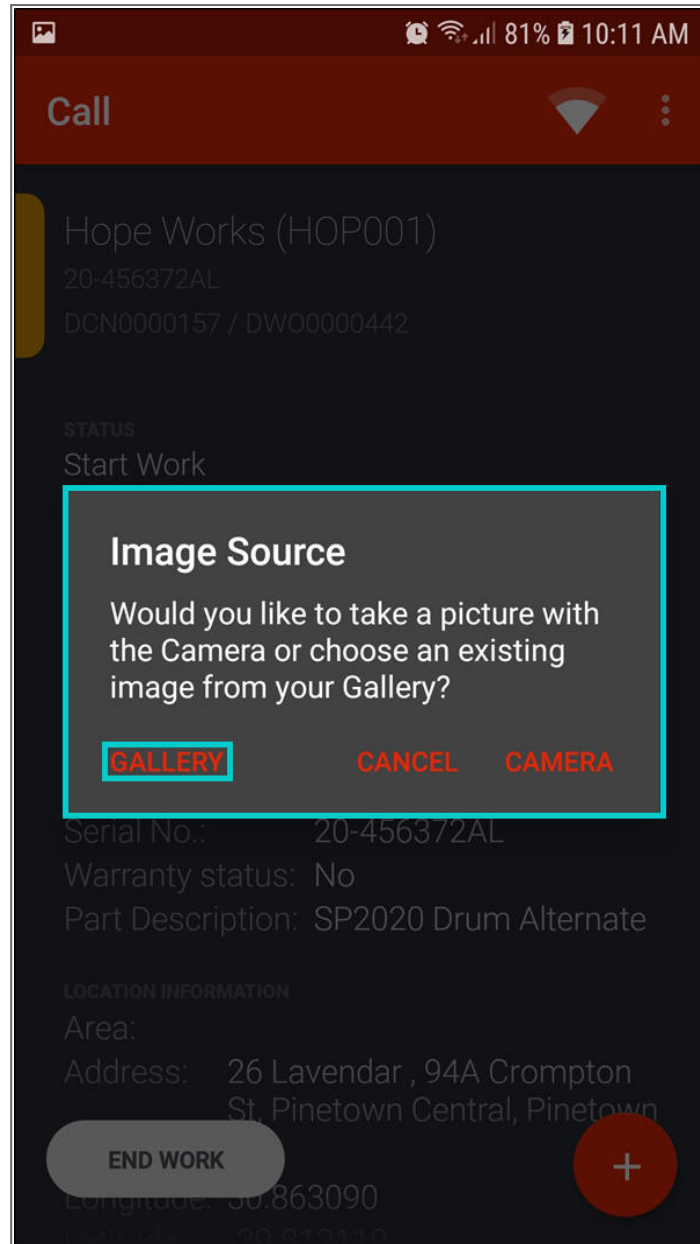 81% 10:11 AM
Call
Hope Works (HOP001)
20-456372AL
DCN0000157 / DWO0000442
STATUS
Start Work
Image Source
Would you like to take a picture with
the Camera or choose an existing
image from your Gallery?
GALLERY CANCEL CAMERA
Serial No.: 20-456372AL
Warranty status: No
Part Description: SP2020 Drum Alternate
LOCATION INFORMATION
Area:
Address: 26 Lavendar , 94A Crompton
St, Pinetown Central, Pinetown
END WORK +
Longitude: 30.863090